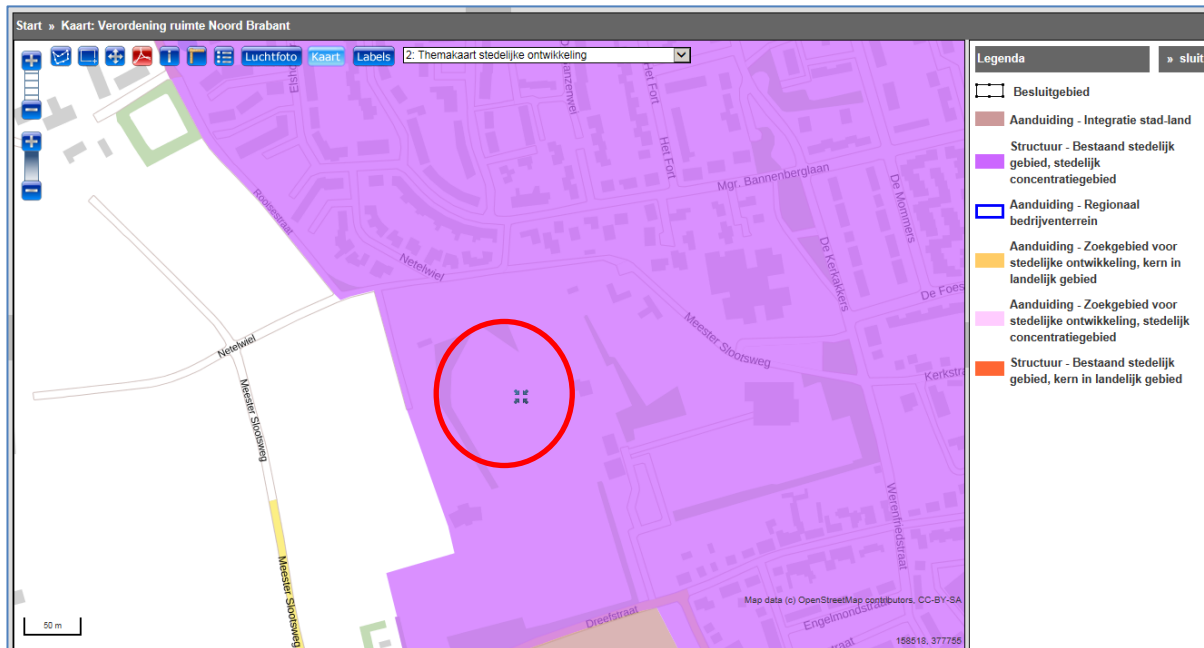 Start » Kaart: Verordening ruimte Noord Brabant
Luchtfoto
Kaart
Labels
2: Themakaart stedelijke ontwikkeling
Legenda
» sluit
Besluitgebied
Aanduiding - Integratie stad-land
Structuur - Bestaand stedelijk
gebied, stedelijk
concentratiegebied
Aanduiding - Regionaal
bedrijventerrein
Aanduiding - Zoekgebied voor
stedelijke ontwikkeling, kern in
landelijk gebied
Aanduiding - Zoekgebied voor
stedelijke ontwikkeling, stedelijk
concentratiegebied
Structuur - Bestaand stedelijk
gebied, kern in landelijk gebied
Het Fort
Het Fort
Mgr. Bannenberglaan
De Mommers
De Kerkakkers
Rooisestraat
Netelwiel
De Foes
Meester Slootsweg
Netelwiel
Kerkstra
Meester Slootsweg
Werenfriedstraat
Meester Slootsweg
Dreefstraat
Map data (c) OpenStreetMap contributors, CC-BY-SA
Engelmondstraat
straat
50 m
158518, 377755